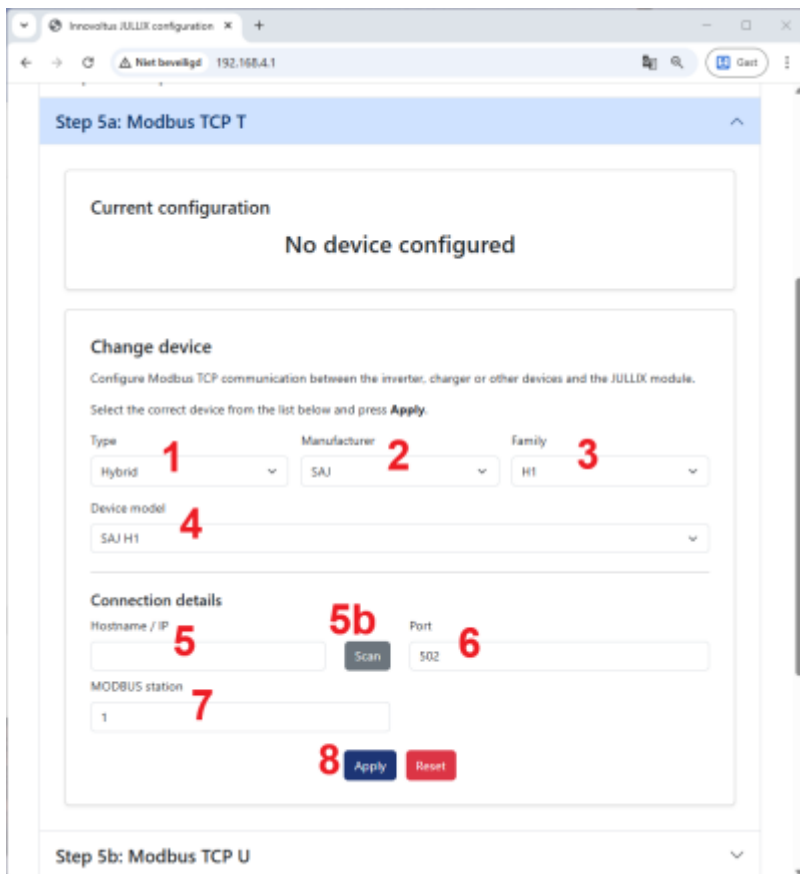 Innovoltus JULLIX configuration
Niet beveiligd 192.168.4.1 Gast
Step 5a: Modbus TCP T
Current configuration
No device configured
Change device
Configure Modbus TCP communication between the inverter, charger or other devices and the JULLIX module.
Select the correct device from the list below and press Apply.
Type 1 Manufacturer 2 Family 3
Hybrid SAJ H1
Device model 4
SAJ H1
Connection details
Hostname / IP 5 5b Port 6
Scan 502
MODBUS station 7
1
8 Apply Reset
Step 5b: Modbus TCP U